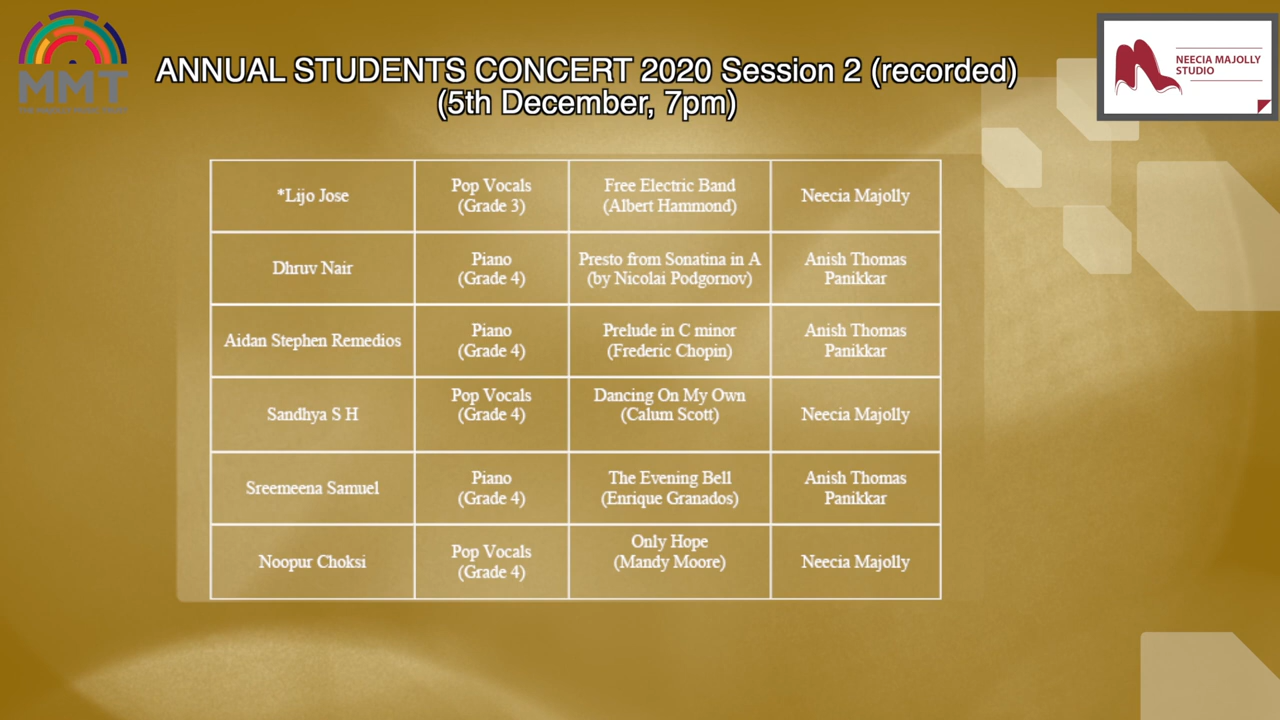 MMT
ANNUAL STUDENTS CONCERT 2020 Session 2 (recorded)
(5th December, 7pm)
NEECIA MAJOLLY
STUDIO
*Lijo Jose
Pop Vocals
(Grade 3)
Free Electric Band
(Albert Hammond)
Neecia Majolly
Dhruv Nair
Piano
(Grade 4)
Presto from Sonatina in A
(by Nicolai Podgornov)
Anish Thomas
Panikkar
Aidan Stephen Remedios
Piano
(Grade 4)
Prelude in C minor
(Frederic Chopin)
Anish Thomas
Panikkar
Sandhya S H
Pop Vocals
(Grade 4)
Dancing On My Own
(Calum Scott)
Neecia Majolly
Sreemeena Samuel
Piano
(Grade 4)
The Evening Bell
(Enrique Granados)
Anish Thomas
Panikkar
Noopur Choksi
Pop Vocals
(Grade 4)
Only Hope
(Mandy Moore)
Neecia Majolly